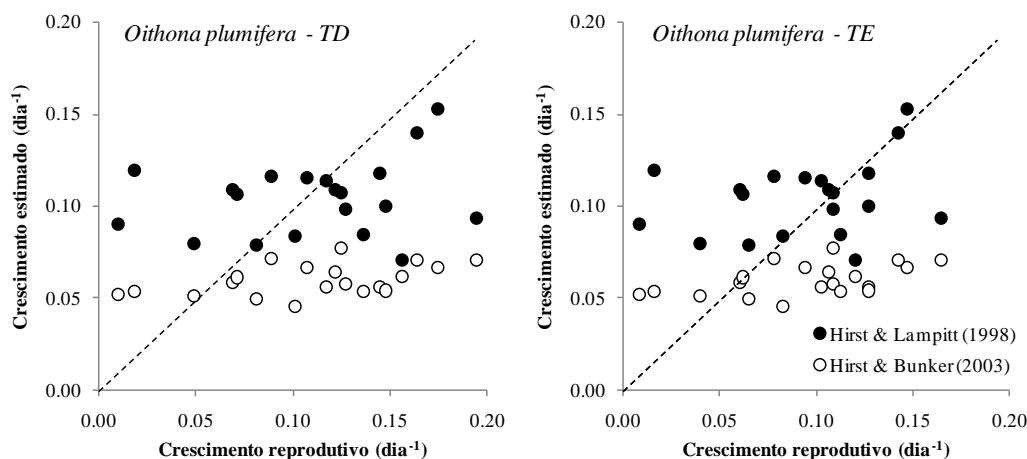 Oithona plumifera - TD
Crescimento estimado (dia-1)
0.20
0.15
0.10
0.05
0.00
0.00 0.05 0.10 0.15 0.20
Crescimento reprodutivo (dia-1)
Oithona plumifera - TE
Crescimento estimado (dia-1)
0.20
0.15
0.10
0.05
0.00
Hirst & Lampitt (1998)
Hirst & Bunker (2003)
0.00 0.05 0.10 0.15 0.20
Crescimento reprodutivo (dia-1)